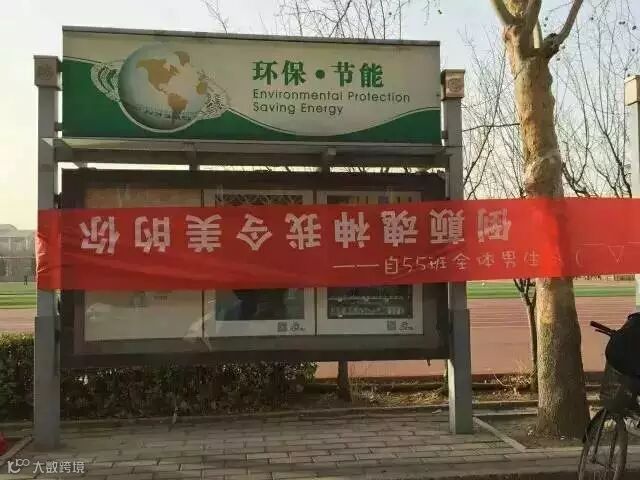 环保·节能
Environmental Protection
Saving Energy
你的美令我神魂颠倒
——自55班全体男生
大数跨境